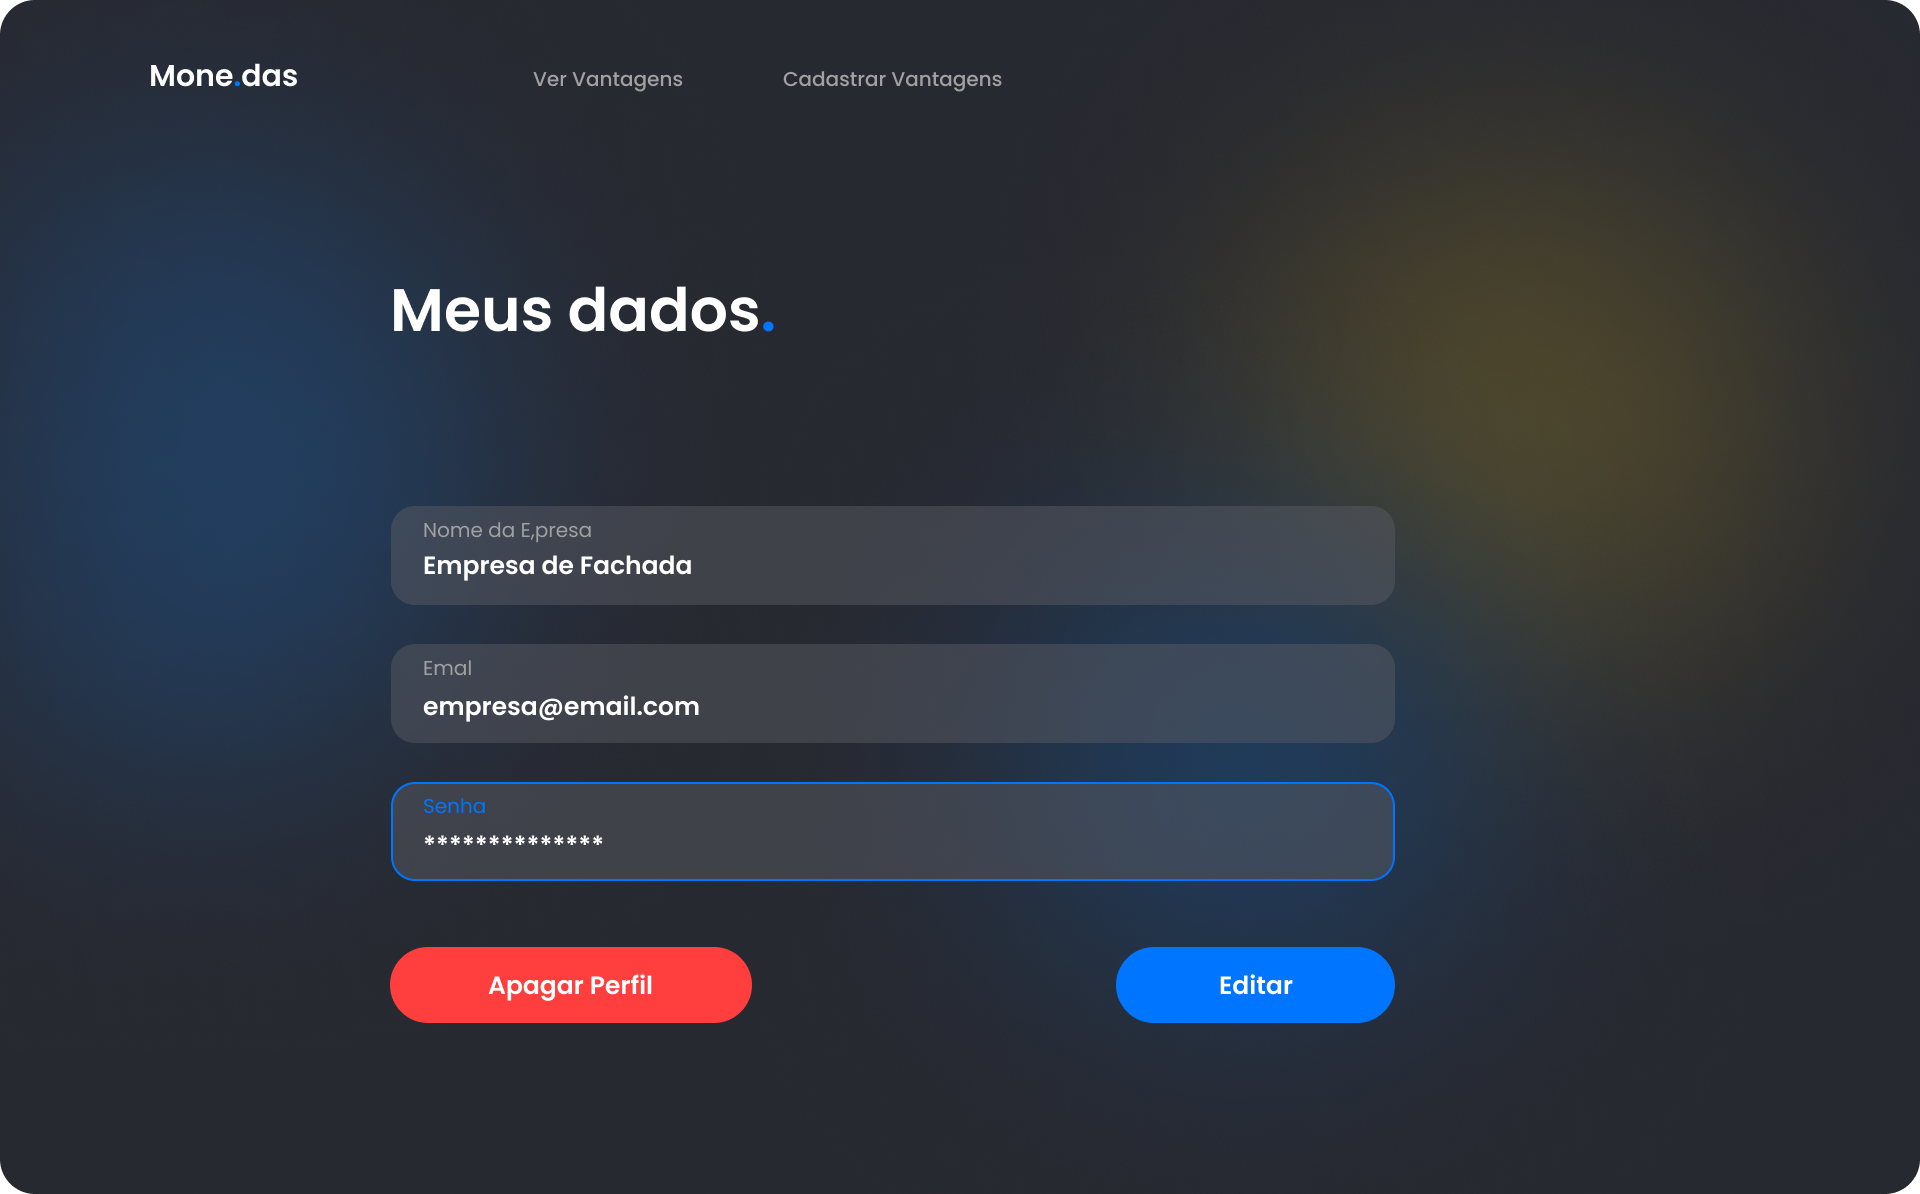 Mone.das
Ver Vantagens
Cadastrar Vantagens
Meus dados.
Nome da E,presa
Empresa de Fachada
Emal
empresa@email.com
Senha
**************
Apagar Perfil
Editar